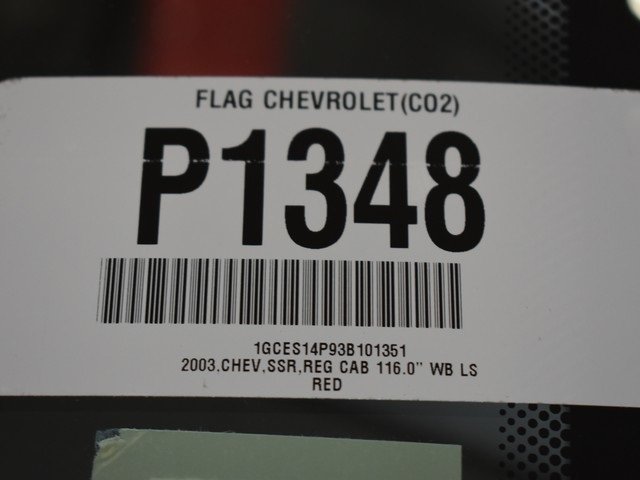 FLAG CHEVROLET(CO2)
P1348
1GCES14P93B101351
2003.CHEV,SSR,REG CAB 116.0" WB LS
RED